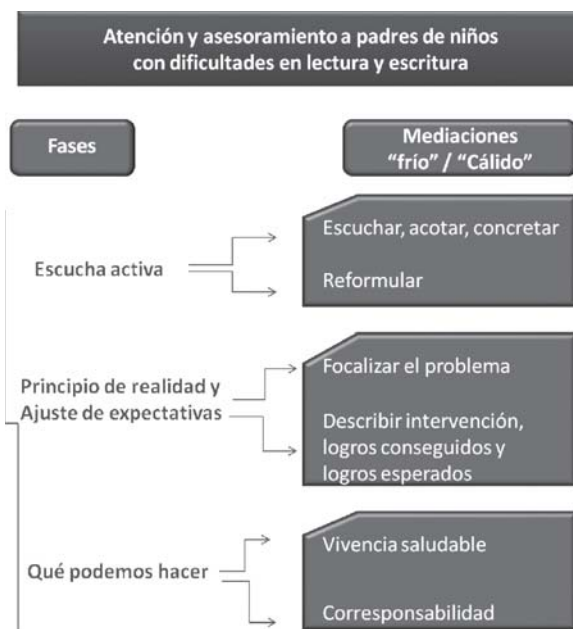 Atención y asesoramiento a padres de niños
con dificultades en lectura y escritura
Fases
Mediaciones
“frío” / “Cálido”
Escucha activa
Escuchar, acotar, concretar
Reformular
Principio de realidad y
Ajuste de expectativas
Focalizar el problema
Describir intervención,
logros conseguidos y
logros esperados
Qué podemos hacer
Vivencia saludable
Corresponsabilidad